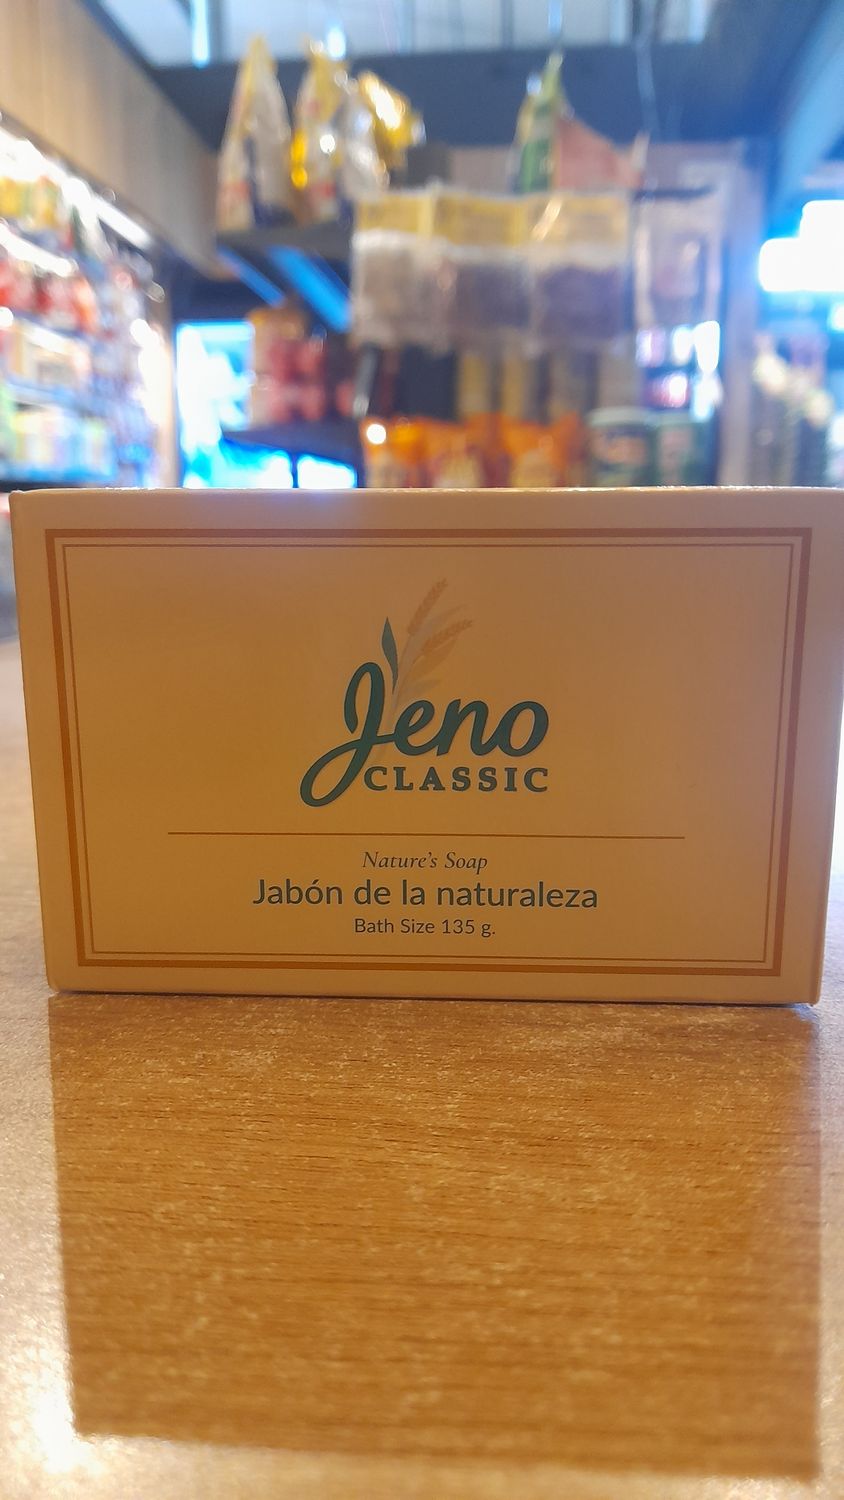 Jeno
CLASSIC
Nature's Soap
Jabón de la naturaleza
Bath Size 135 g.